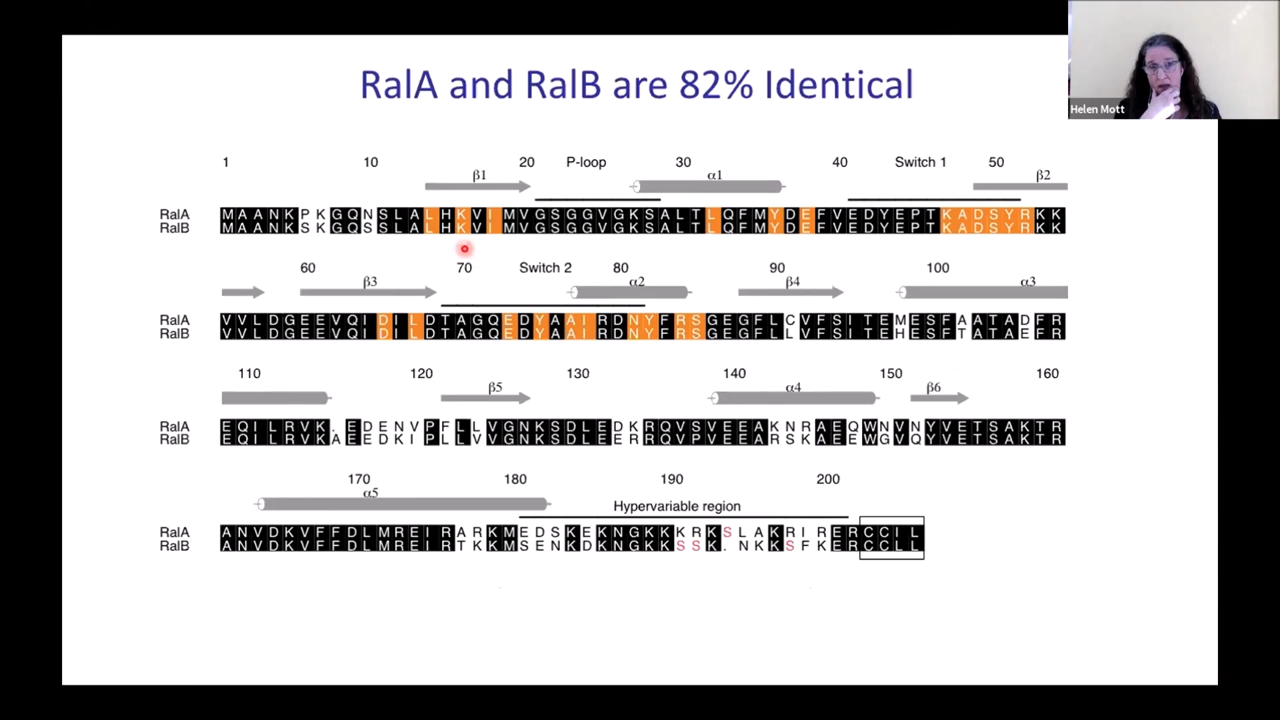 RalA and RalB are 82% Identical
Helen Mott
1 10 20 P-loop 30 40 Switch 1 50
β1 α1 β2
RalA MAANKPKGQNSLALHKVIMVGSGGVGKSALTLQFMYDEFVEDYEPTKADSYRKK
RalB MAANKSKGQSSLALHKVIMVGSGGVGKSALTLQFMYDEFVEDYEPTKADSYRKK
60 70 Switch 2 80 90 100
β3 α2 β4 α3
RalA VVLDGEEVQIDILDTAGQEDYAAIRDNYFRSGEGFLCVFSITEMESFAATADFR
RalB VVLDGEEVQIDILDTAGQEDYAAIRDNYFRSGEGFLLVFSITEHESFTATAEFR
110 120 130 140 150 160
β5 α4 β6
RalA EQILRVK.EDENVPFLLVGNKSDLEDKRQVSVEEAKNRAEQWNVNYVETSAKTR
RalB EQILRVKAEEDKIPLLVVGNKSDLEERRQVPVEEARSKAEEWGVQYVETSAKTR
170 180 190 200
α5 Hypervariable region
RalA ANVDKVFFDLMREIRARKMEDSKEKNGKKKRKSLAKRIRERCCLL
RalB ANVDKVFFDLMREIRTKKMSENKDKNGKKSSK.NKKSFKERCCLL